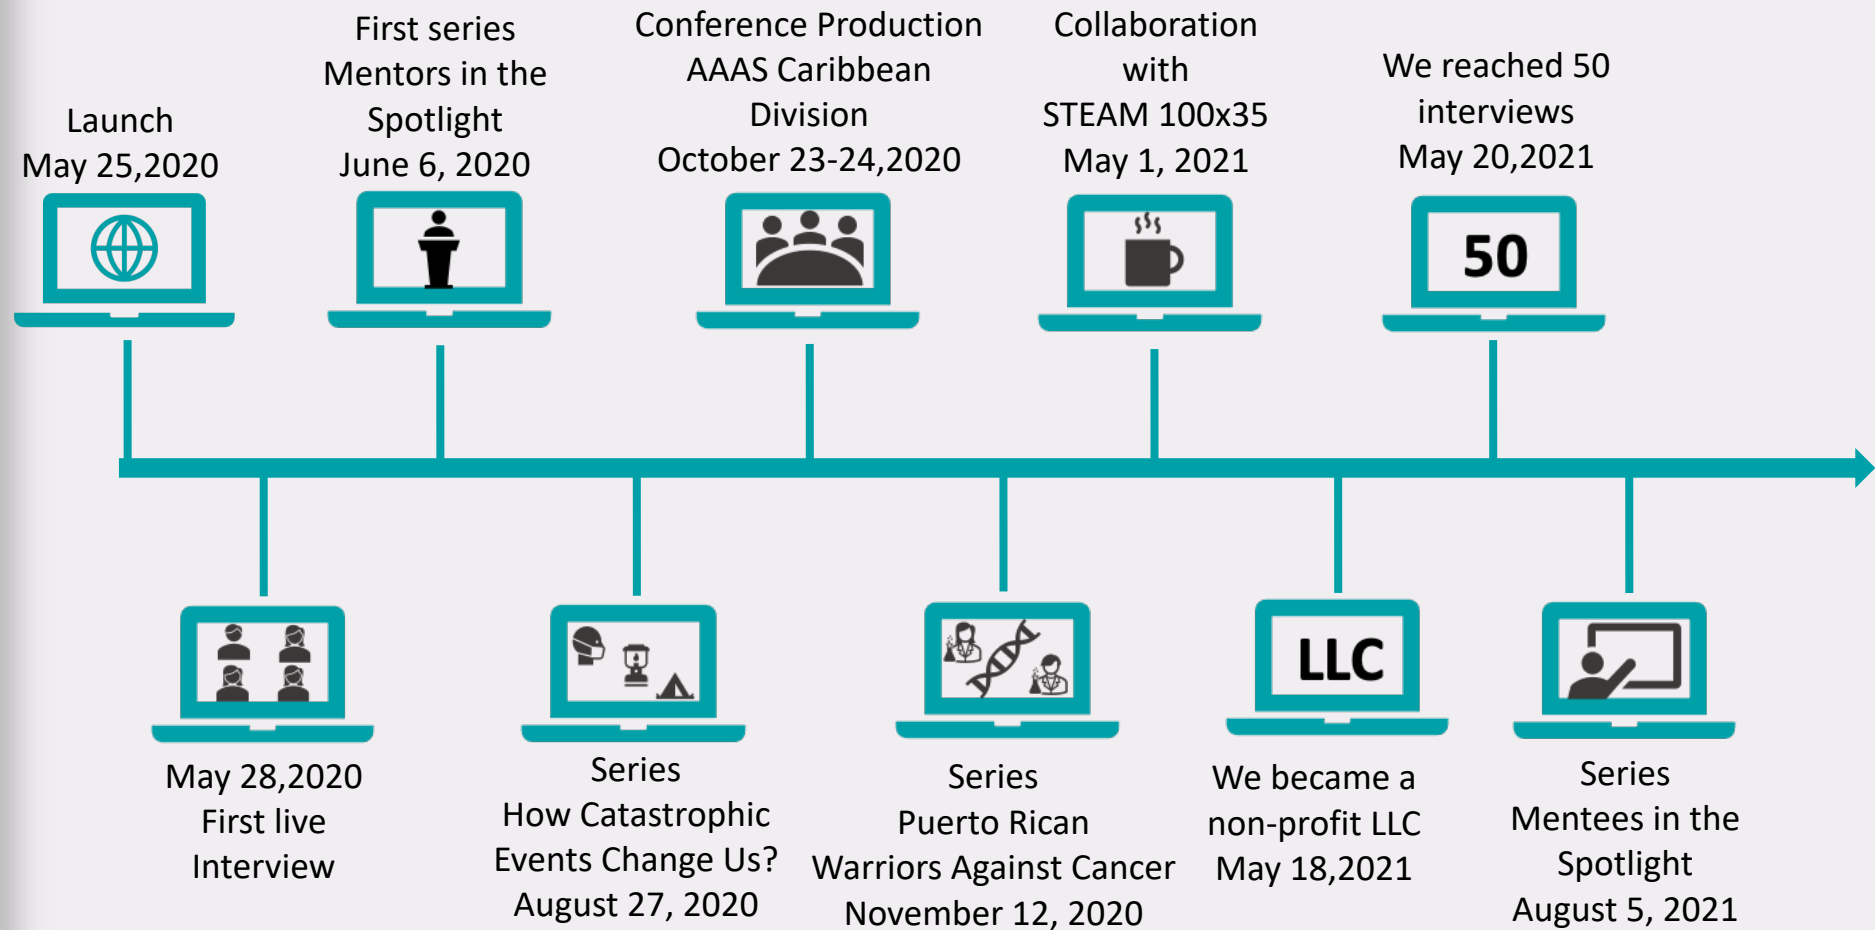 Launch
May 25,2020
First series
Mentors in the
Spotlight
June 6, 2020
Conference Production
AAAS Caribbean
Division
October 23-24,2020
Collaboration
with
STEAM 100x35
May 1, 2021
We reached 50
interviews
May 20,2021
50
LLC
May 28,2020
First live
Interview
Series
How Catastrophic
Events Change Us?
August 27, 2020
Series
Puerto Rican
Warriors Against Cancer
November 12, 2020
We became a
non-profit LLC
May 18,2021
Series
Mentees in the
Spotlight
August 5, 2021